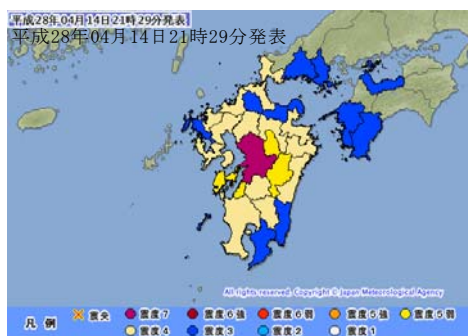 平成28年04月14日21時29分発表
平成28年04月14日21時29分発表
All rights reserved. Copyright © Japan Meteorological Agency
凡例 震央 震度7 震度6強 震度6弱 震度5強 震度5弱
震度4 震度3 震度2 震度1